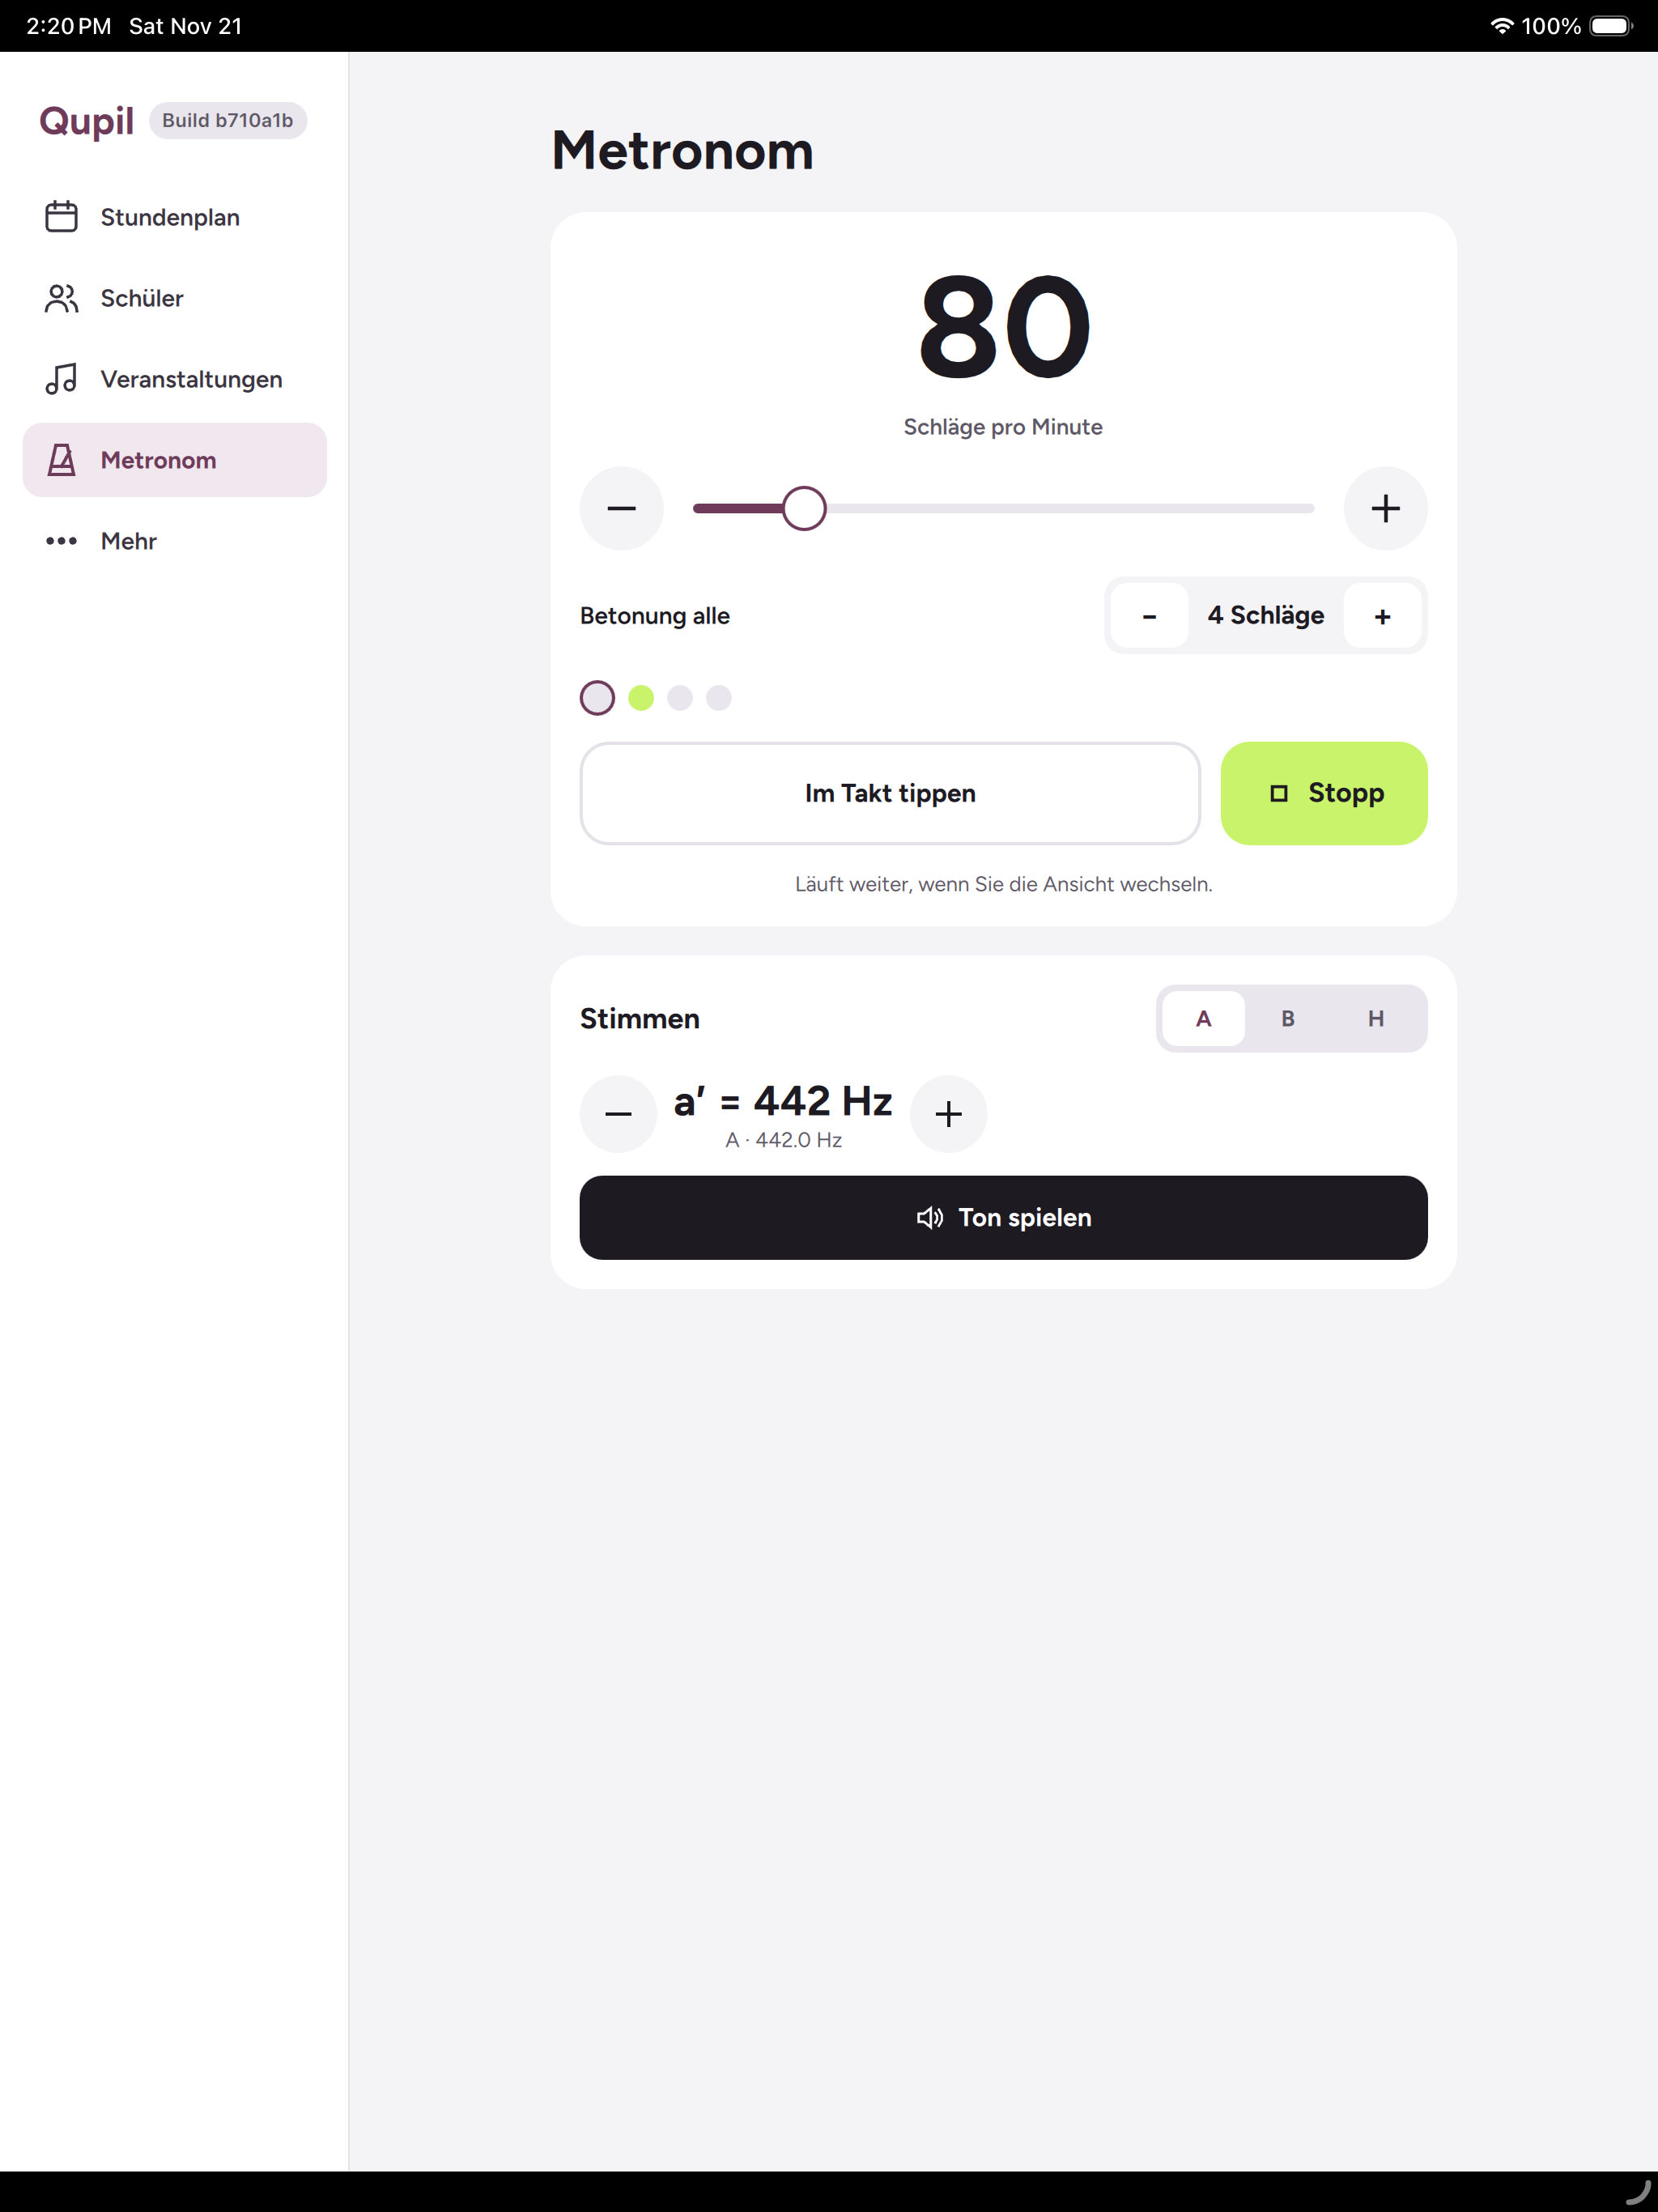 2:20 PM Sat Nov 21
100%
Qupil
Build b710a1b
Stundenplan
Schüler
Veranstaltungen
Metronom
Mehr
Metronom
80
Schläge pro Minute
Betonung alle
– 4 Schläge +
Im Takt tippen
Stopp
Läuft weiter, wenn Sie die Ansicht wechseln.
Stimmen
A B H
a′ = 442 Hz
A · 442.0 Hz
Ton spielen